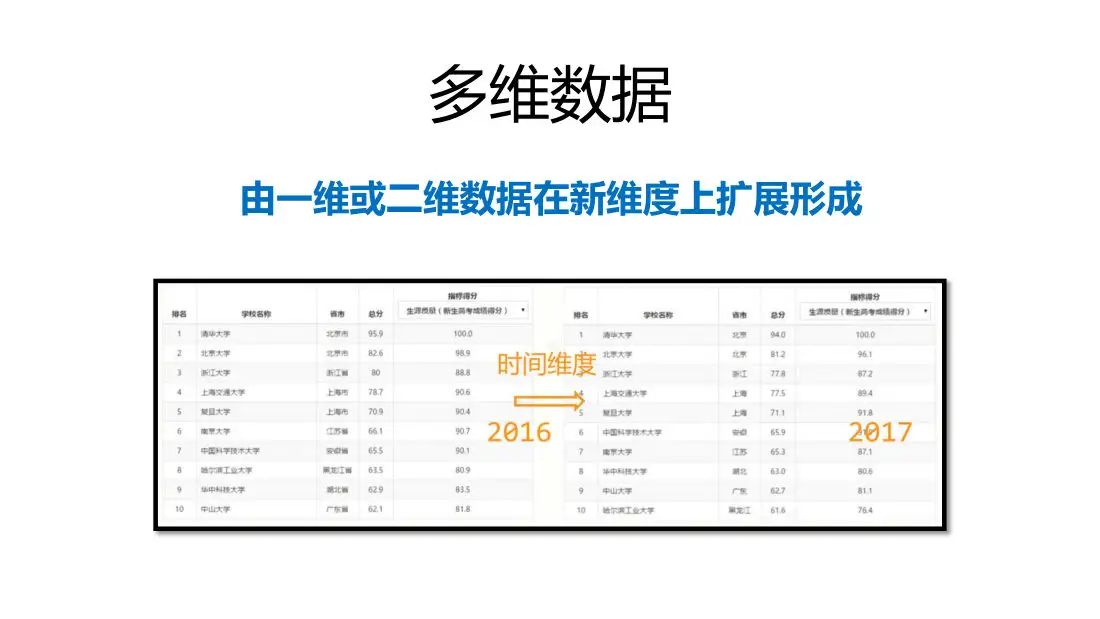 多维数据
由一维或二维数据在新维度上扩展形成
排名 学校名称 省市 总分 指标得分 生源质量（新生高考成绩得分）
1 清华大学 北京市 95.9 100.0
2 北京大学 北京市 82.6 98.9
3 浙江大学 浙江省 80 88.8
4 上海交通大学 上海市 78.7 90.6
5 复旦大学 上海市 70.9 90.4
6 南京大学 江苏省 66.1 90.7
7 中国科学技术大学 安徽省 65.5 90.1
8 哈尔滨工业大学 黑龙江省 63.5 80.9
9 华中科技大学 湖北省 62.9 83.5
10 中山大学 广东省 62.1 81.8
时间维度
2016
排名 学校名称 省市 总分 指标得分 生源质量（新生高考成绩得分）
1 清华大学 北京 94.0 100.0
北京大学 北京 81.2 96.1
浙江大学 浙江 77.8 87.2
4 上海交通大学 上海 77.5 89.4
5 复旦大学 上海 71.1 91.8
6 中国科学技术大学 安徽 65.9
7 南京大学 江苏 65.3 87.1
8 华中科技大学 湖北 63.0 80.6
9 中山大学 广东 62.7 81.1
10 哈尔滨工业大学 黑龙江 61.6 76.4
2017